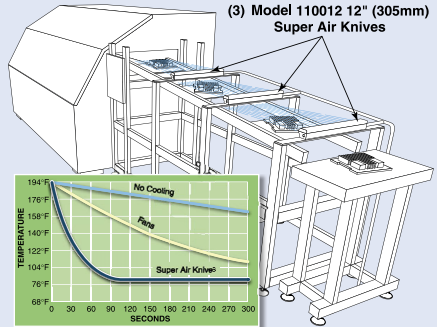 (3) Model 110012 12" (305mm)
Super Air Knives
TEMPERATURE
194°F
176°F
158°F
140°F
122°F
104°F
76°F
68°F
No Cooling
Fans
Super Air Knives
0 30 60 90 120 150 180 210 240 270 300
SECONDS